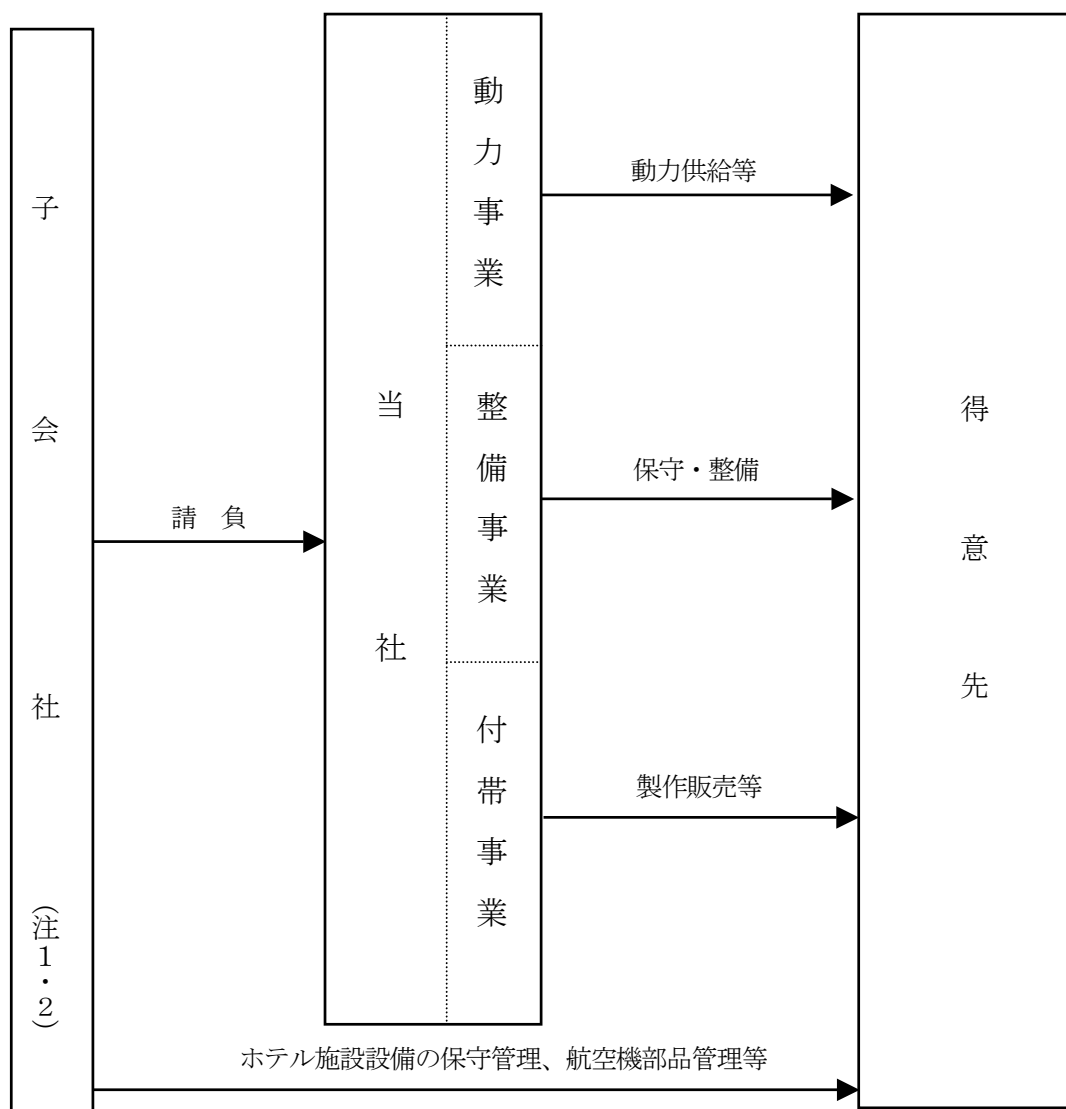 子会社(注1・2)
請 負
当社
動力事業
整備事業
付帯事業
動力供給等
保守・整備
製作販売等
得意先
ホテル施設設備の保守管理、航空機部品管理等